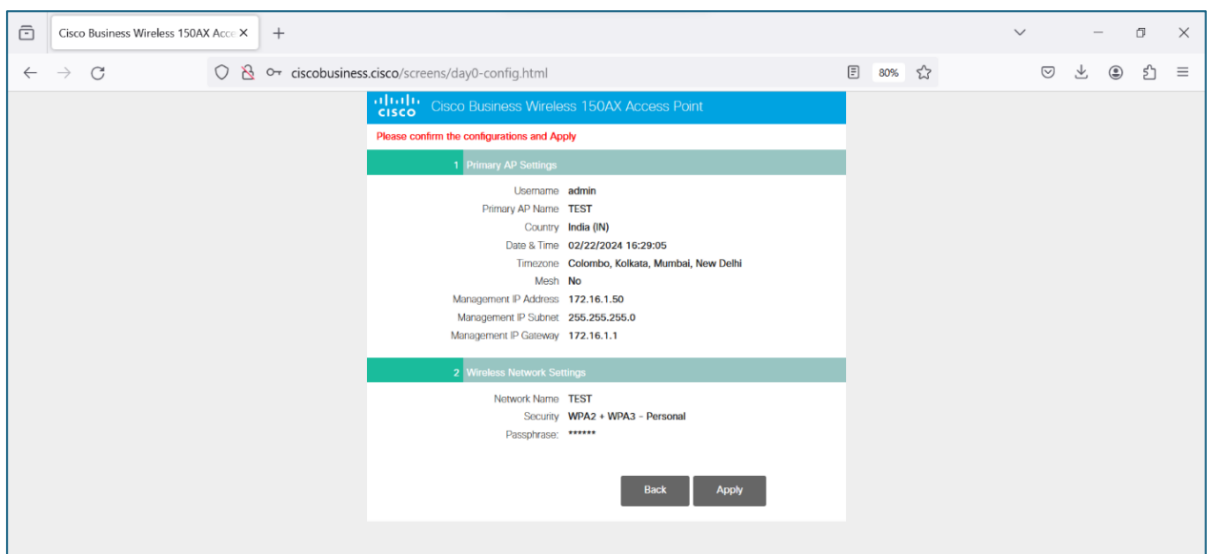 Cisco Business Wireless 150AX Acce
ciscobusiness.cisco/screens/day0-config.html
80%
CISCO
Cisco Business Wireless 150AX Access Point
Please confirm the configurations and Apply
1 Primary AP Settings
Username admin
Primary AP Name TEST
Country India (IN)
Date & Time 02/22/2024 16:29:05
Timezone Colombo, Kolkata, Mumbai, New Delhi
Mesh No
Management IP Address 172.16.1.50
Management IP Subnet 255.255.255.0
Management IP Gateway 172.16.1.1
2 Wireless Network Settings
Network Name TEST
Security WPA2 + WPA3 - Personal
Passphrase: ******
Back Apply